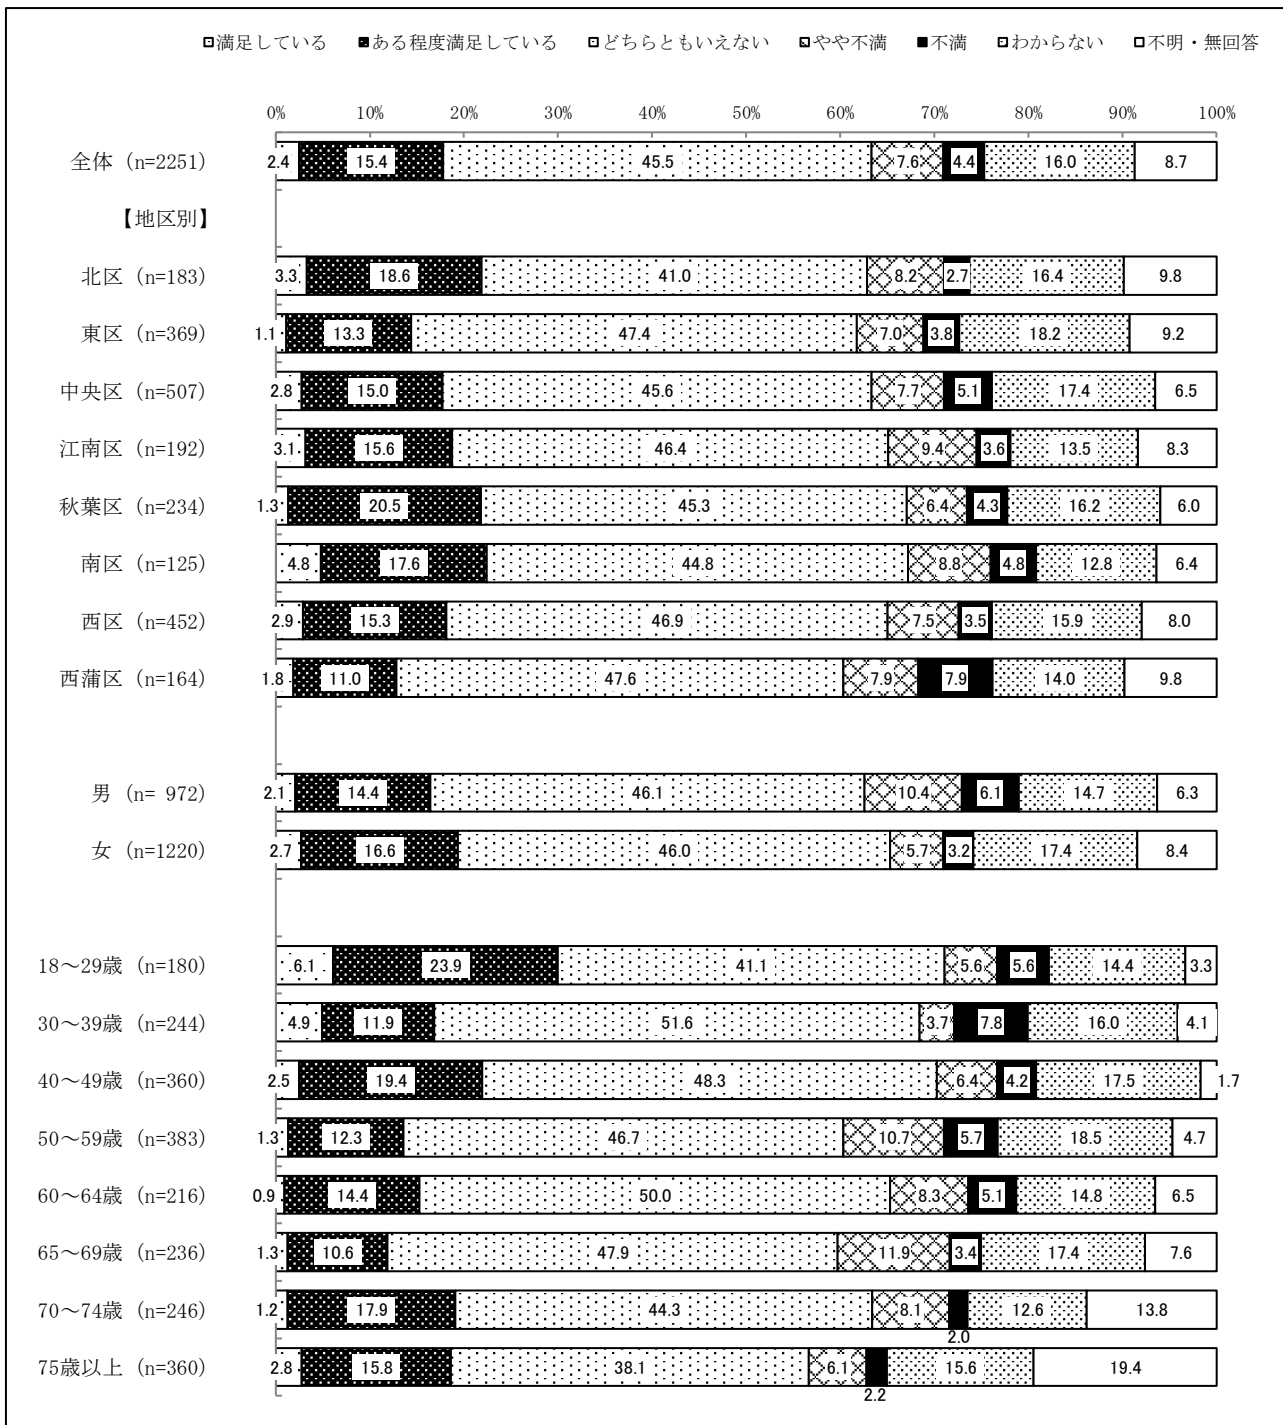 満足している ある程度満足している どちらともいえない やや不満 不満 わからない 不明・無回答
0% 10% 20% 30% 40% 50% 60% 70% 80% 90% 100%
全体 (n=2251) 2.4 15.4 45.5 7.6 4.4 16.0 8.7
【地区別】
北区 (n=183) 3.3 18.6 41.0 8.2 2.7 16.4 9.8
東区 (n=369) 1.1 13.3 47.4 7.0 3.8 18.2 9.2
中央区 (n=507) 2.8 15.0 45.6 7.7 5.1 17.4 6.5
江南区 (n=192) 3.1 15.6 46.4 9.4 3.6 13.5 8.3
秋葉区 (n=234) 1.3 20.5 45.3 6.4 4.3 16.2 6.0
南区 (n=125) 4.8 17.6 44.8 8.8 4.8 12.8 6.4
西区 (n=452) 2.9 15.3 46.9 7.5 3.5 15.9 8.0
西蒲区 (n=164) 1.8 11.0 47.6 7.9 7.9 14.0 9.8
男 (n= 972) 2.1 14.4 46.1 10.4 6.1 14.7 6.3
女 (n=1220) 2.7 16.6 46.0 5.7 3.2 17.4 8.4
18～29歳 (n=180) 6.1 23.9 41.1 5.6 5.6 14.4 3.3
30～39歳 (n=244) 4.9 11.9 51.6 3.7 7.8 16.0 4.1
40～49歳 (n=360) 2.5 19.4 48.3 6.4 4.2 17.5 1.7
50～59歳 (n=383) 1.3 12.3 46.7 10.7 5.7 18.5 4.7
60～64歳 (n=216) 0.9 14.4 50.0 8.3 5.1 14.8 6.5
65～69歳 (n=236) 1.3 10.6 47.9 11.9 3.4 17.4 7.6
70～74歳 (n=246) 1.2 17.9 44.3 8.1 2.0 12.6 13.8
75歳以上 (n=360) 2.8 15.8 38.1 6.1 2.2 15.6 19.4